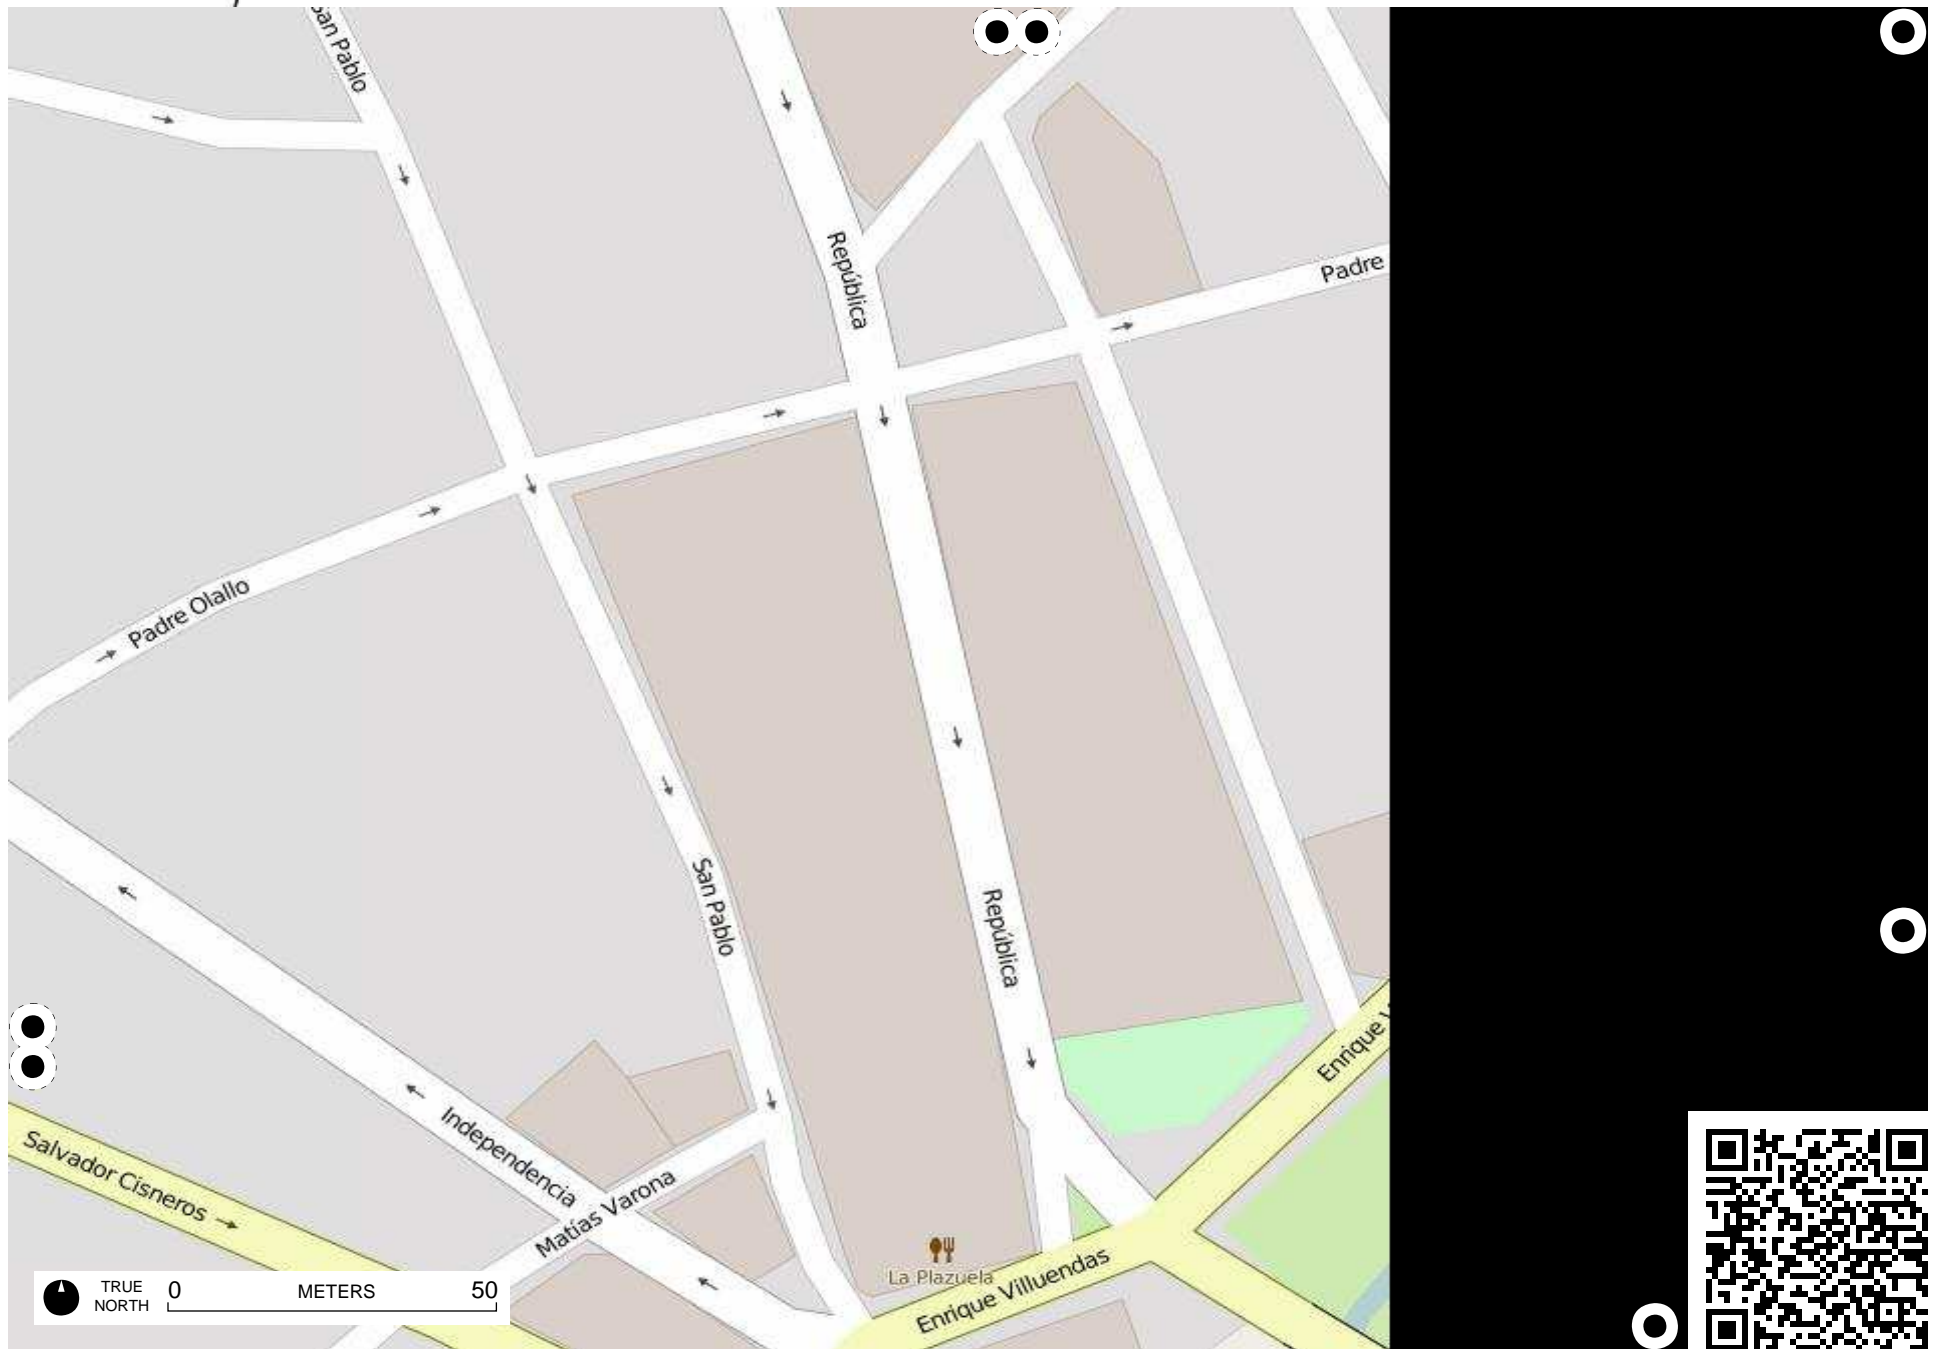 San Pablo
República
Padre
Padre Olallo
San Pablo
República
Independencia
Matías Varona
Salvador Cisneros
La Plazuela
Enrique Villuendas
Enrique
TRUE
NORTH
0 METERS 50